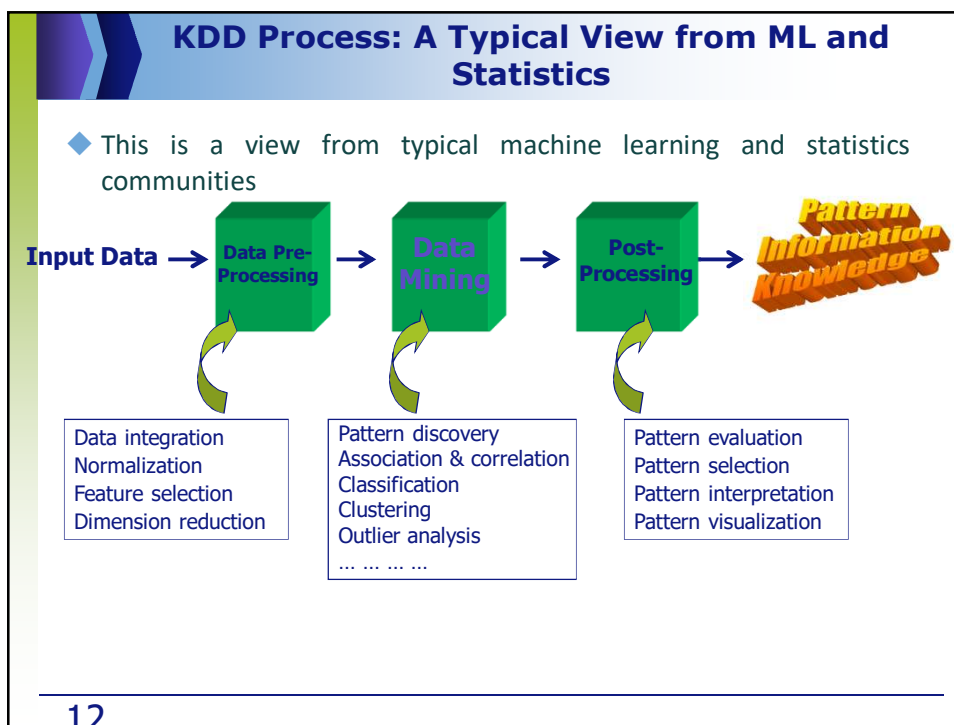 KDD Process: A Typical View from ML and
Statistics
This is a view from typical machine learning and statistics
communities
Input Data
Data Pre-
Processing
Data
Mining
Post-
Processing
Pattern
Information
Knowledge
Data integration
Normalization
Feature selection
Dimension reduction
Pattern discovery
Association & correlation
Classification
Clustering
Outlier analysis
… … … …
Pattern evaluation
Pattern selection
Pattern interpretation
Pattern visualization
12